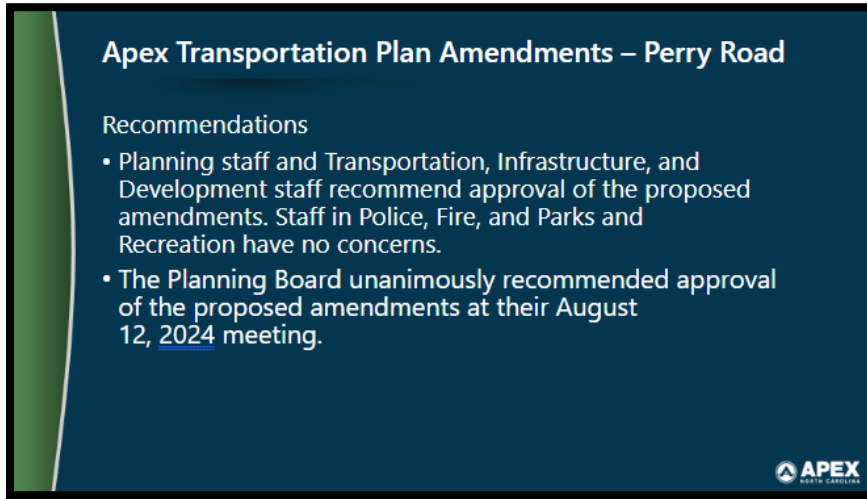 Apex Transportation Plan Amendments – Perry Road
Recommendations
• Planning staff and Transportation, Infrastructure, and
Development staff recommend approval of the proposed
amendments. Staff in Police, Fire, and Parks and
Recreation have no concerns.
• The Planning Board unanimously recommended approval
of the proposed amendments at their August
12, 2024 meeting.
APEX
NORTH CAROLINA